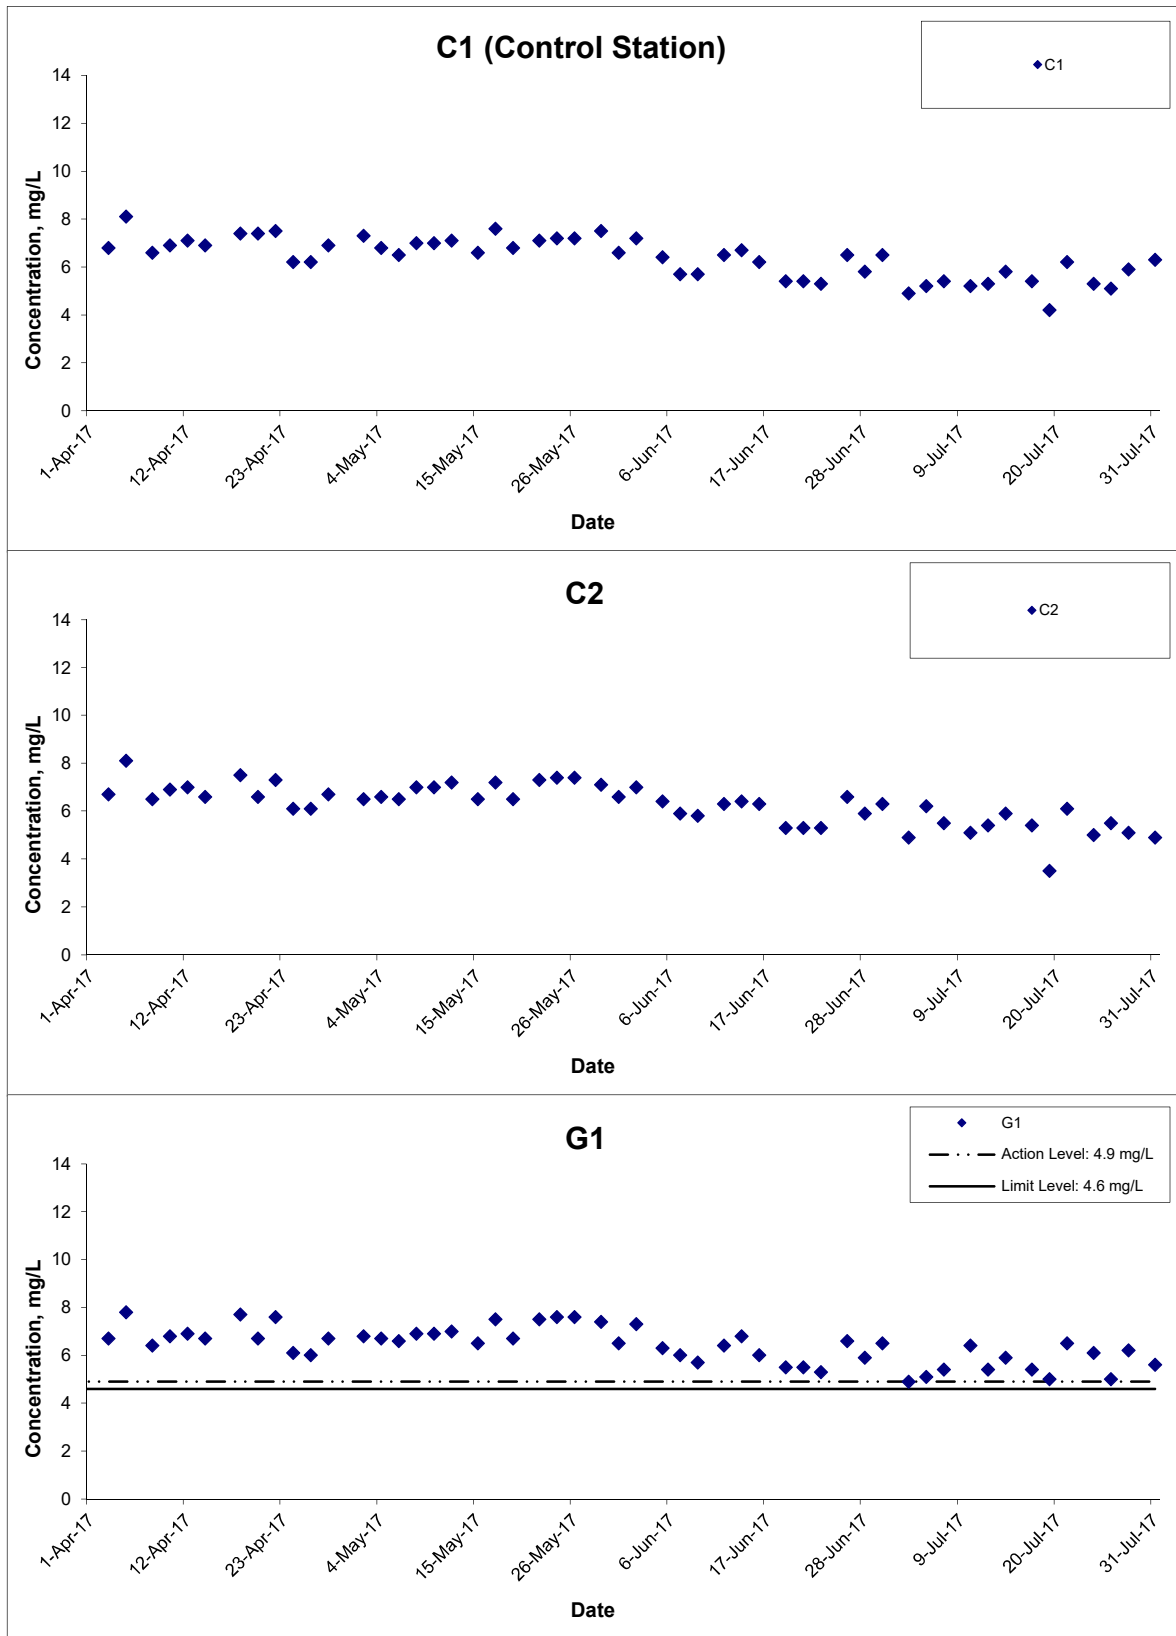 C1 (Control Station)
C1
14
12
10
8
6
4
2
0
Concentration, mg/L
1-Apr-17
12-Apr-17
23-Apr-17
4-May-17
15-May-17
26-May-17
6-Jun-17
17-Jun-17
28-Jun-17
9-Jul-17
20-Jul-17
31-Jul-17
Date
C2
C2
14
12
10
8
6
4
2
0
Concentration, mg/L
1-Apr-17
12-Apr-17
23-Apr-17
4-May-17
15-May-17
26-May-17
6-Jun-17
17-Jun-17
28-Jun-17
9-Jul-17
20-Jul-17
31-Jul-17
Date
G1
G1
Action Level: 4.9 mg/L
Limit Level: 4.6 mg/L
14
12
10
8
6
4
2
0
Concentration, mg/L
1-Apr-17
12-Apr-17
23-Apr-17
4-May-17
15-May-17
26-May-17
6-Jun-17
17-Jun-17
28-Jun-17
9-Jul-17
20-Jul-17
31-Jul-17
Date